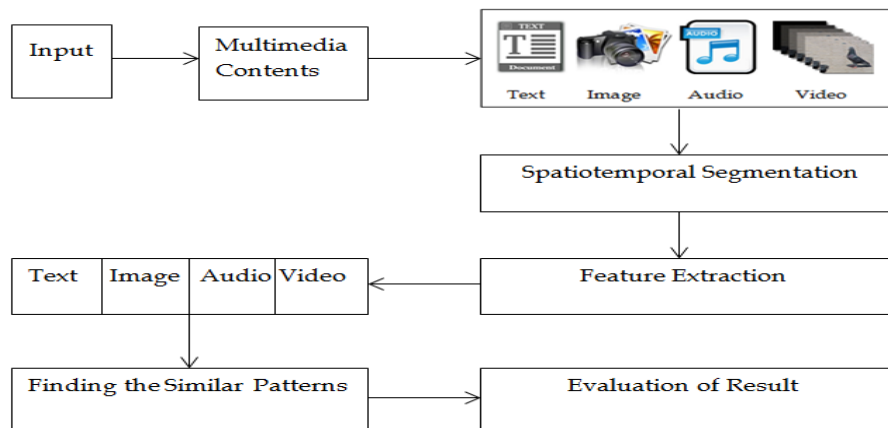 Input
Multimedia
Contents
TEXT
T
Document
AUDIO
Text Image Audio Video
Spatiotemporal Segmentation
Feature Extraction
Text Image Audio Video
Finding the Similar Patterns
Evaluation of Result